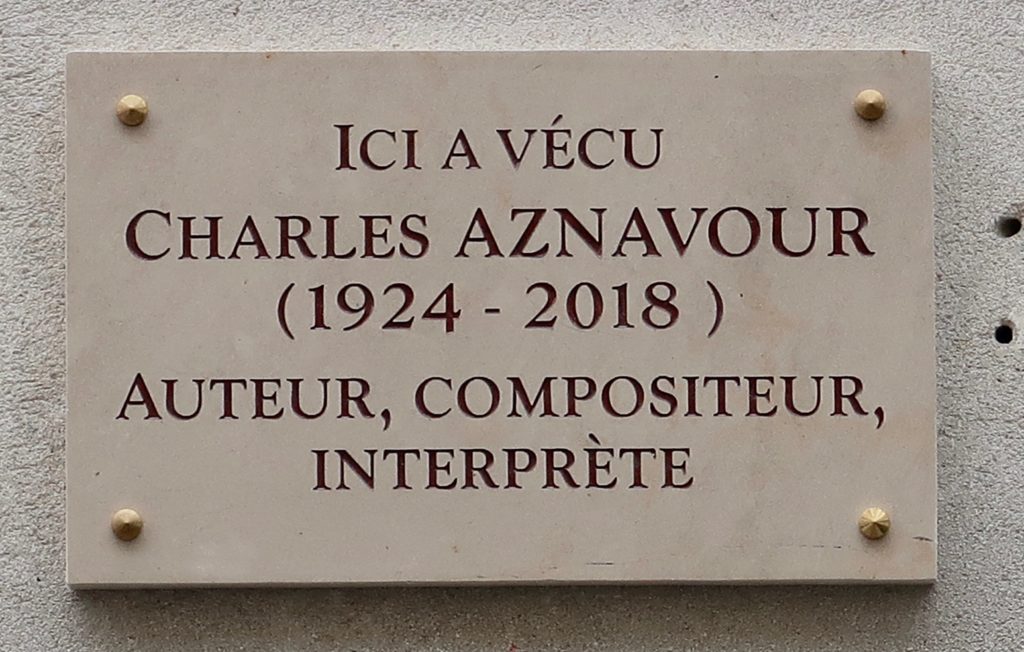 ICI A VÉCU
CHARLES AZNAVOUR
(1924 - 2018 )
AUTEUR, COMPOSITEUR,
INTERPRÈTE